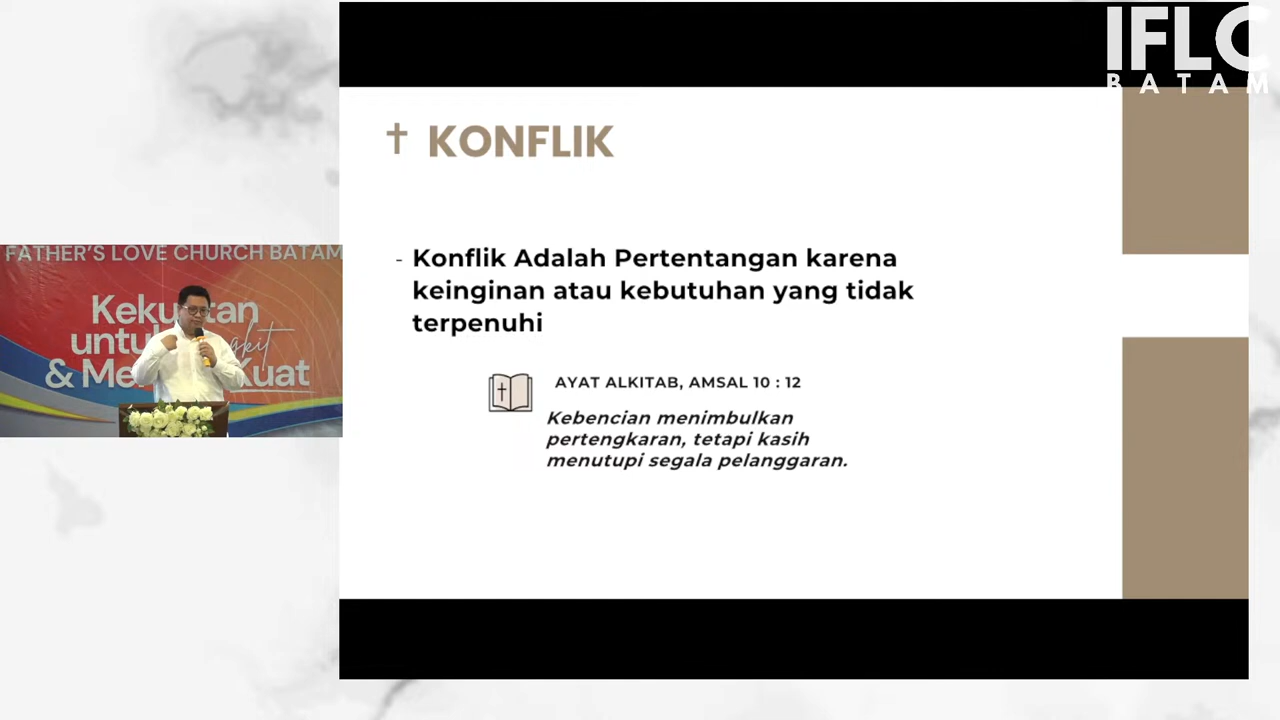 IFLC
BATAM
† KONFLIK
- Konflik Adalah Pertentangan karena
keinginan atau kebutuhan yang tidak
terpenuhi
AYAT ALKITAB, AMSAL 10 : 12
Kebencian menimbulkan
pertengkaran, tetapi kasih
menutupi segala pelanggaran.
FATHER'S LOVE CHURCH BATAM
& Kuat